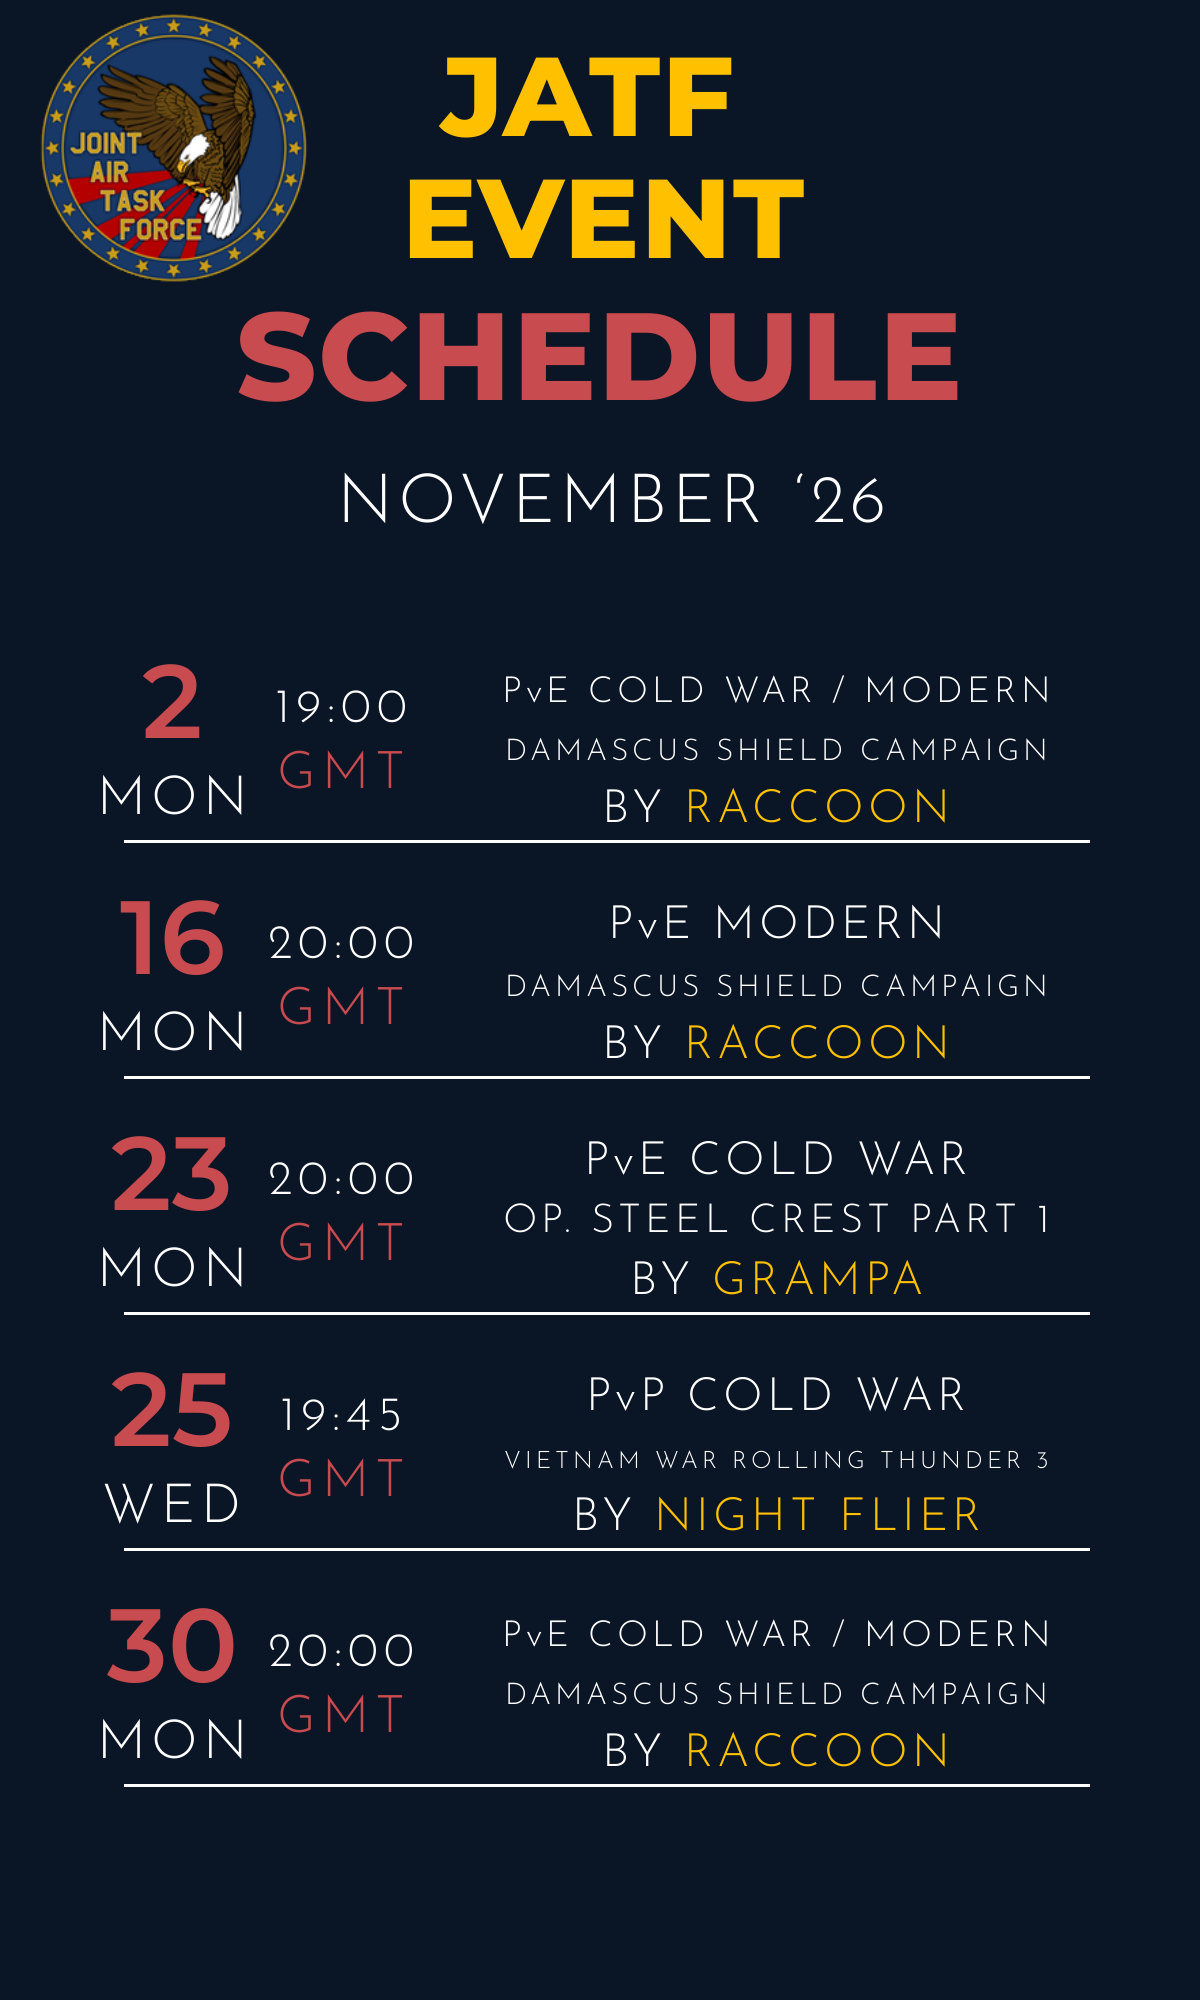 JOINT
AIR
TASK
FORCE
JATF
EVENT
SCHEDULE
NOVEMBER ‘26
2
MON
19:00
GMT
PvE COLD WAR / MODERN
DAMASCUS SHIELD CAMPAIGN
BY RACCOON
16
MON
20:00
GMT
PvE MODERN
DAMASCUS SHIELD CAMPAIGN
BY RACCOON
23
MON
20:00
GMT
PvE COLD WAR
OP. STEEL CREST PART 1
BY GRAMPA
25
WED
19:45
GMT
PvP COLD WAR
VIETNAM WAR ROLLING THUNDER 3
BY NIGHT FLIER
30
MON
20:00
GMT
PvE COLD WAR / MODERN
DAMASCUS SHIELD CAMPAIGN
BY RACCOON